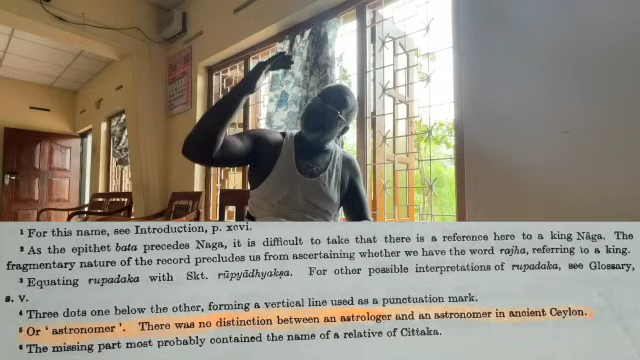 ¹ For this name, see Introduction, p. xcvi.
² As the epithet bata precedes Naga, it is difficult to take that there is a reference here to a king Nāga. The
fragmentary nature of the record precludes us from ascertaining whether we have the word rajha, referring to a king.
³ Equating rupadaka with Skt. rūpyādhyakṣa. For other possible interpretations of rupadaka, see Glossary,
s. v.
⁴ Three dots one below the other, forming a vertical line used as a punctuation mark.
⁵ Or ‘astronomer’. There was no distinction between an astrologer and an astronomer in ancient Ceylon.
⁶ The missing part most probably contained the name of a relative of Cittaka.